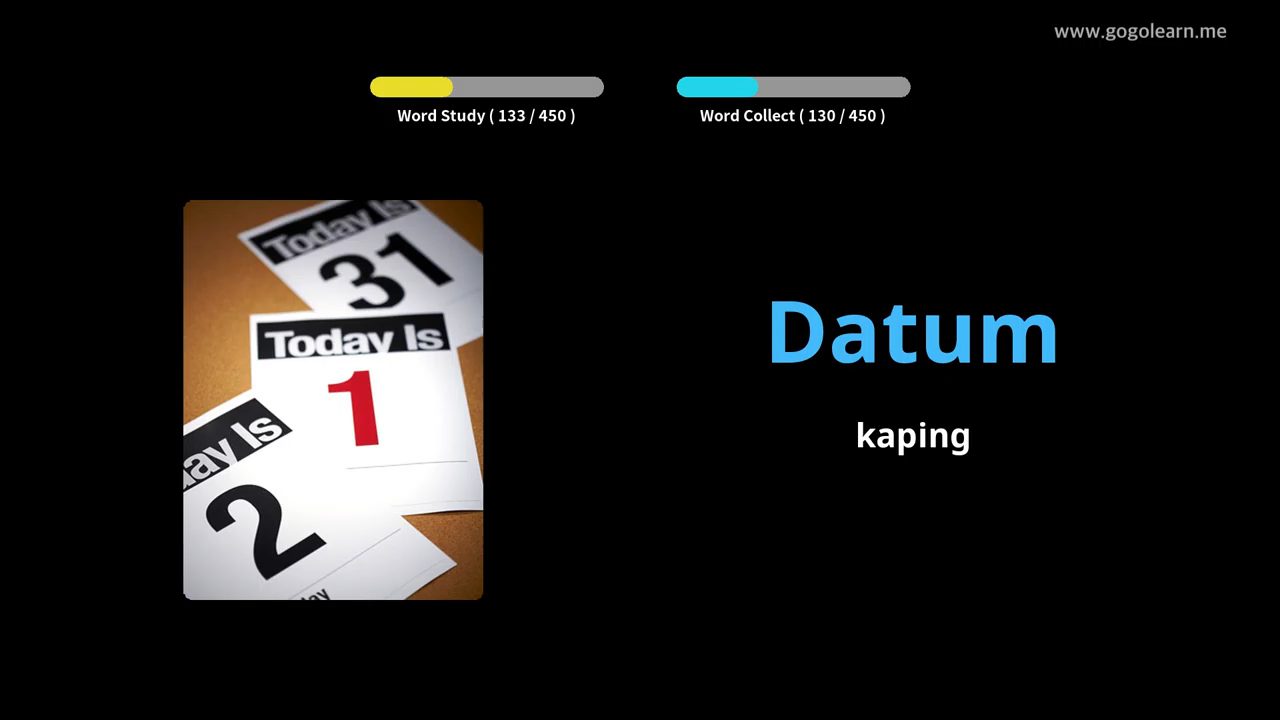 www.gogolearn.me
Word Study ( 133 / 450 )
Word Collect ( 130 / 450 )
Today Is
31
Today Is
1
ay Is
2
Datum
kaping